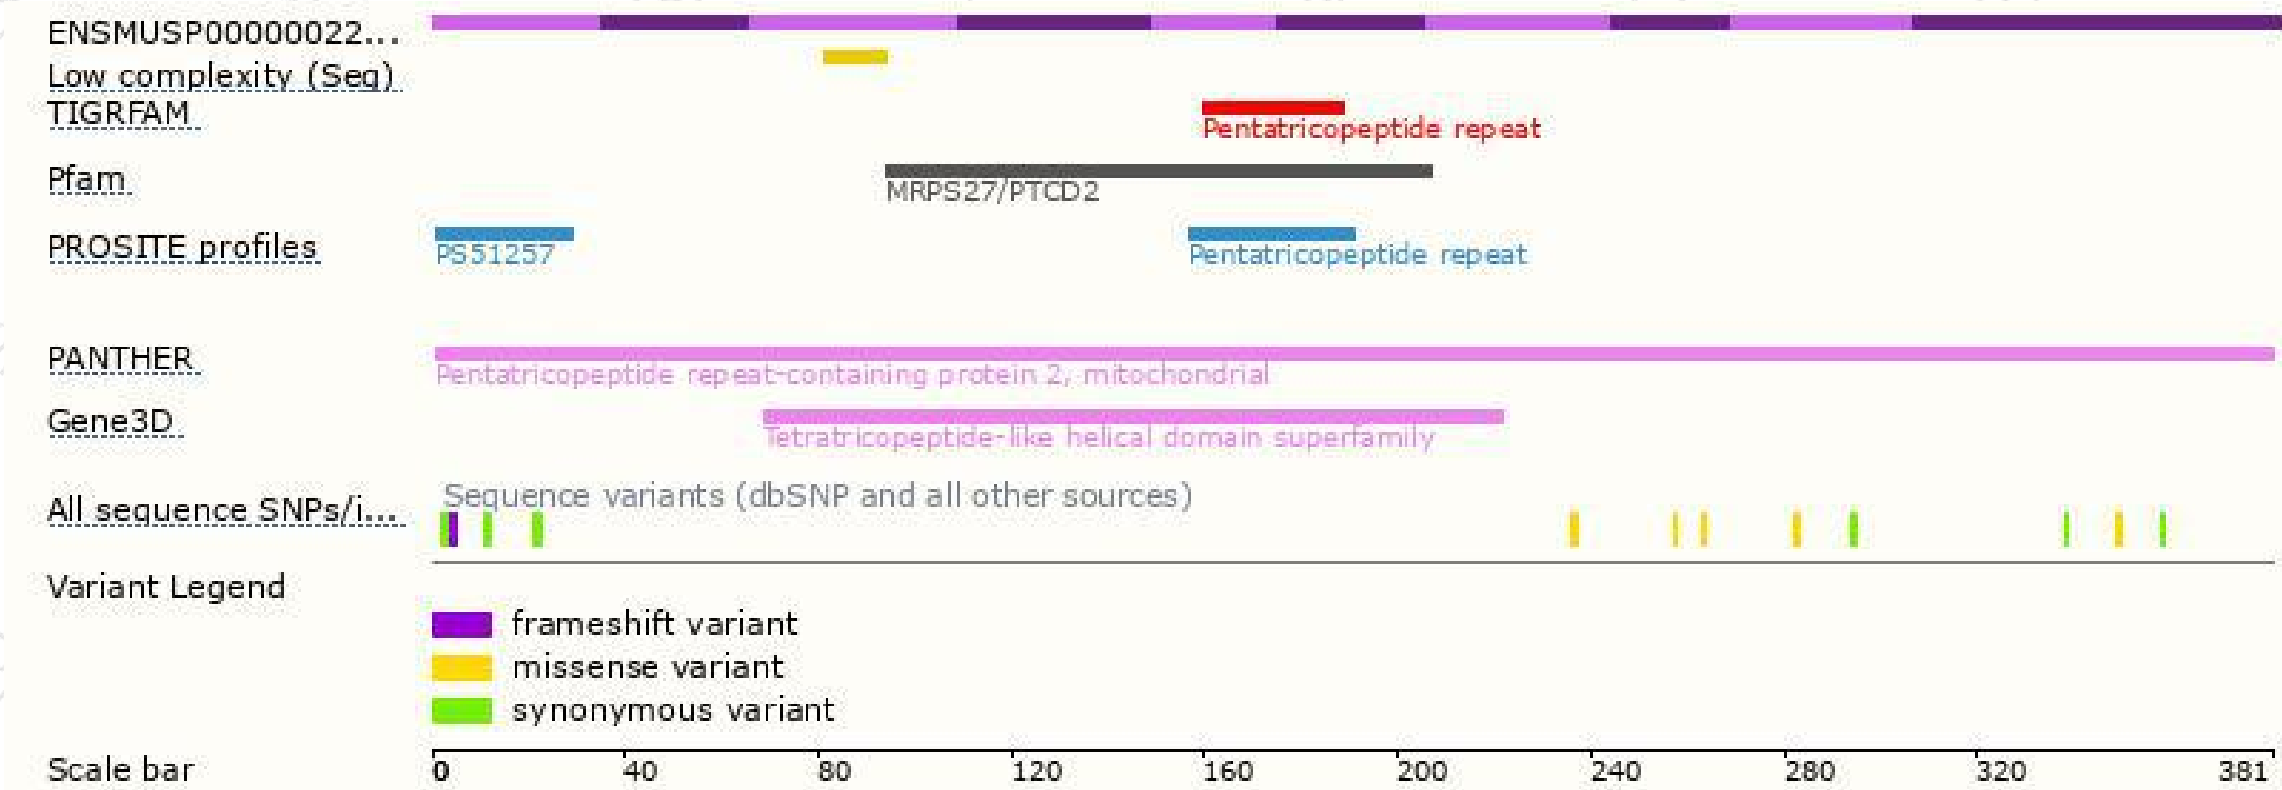 ENSMUSP00000022...
Low complexity (Seg)
TIGRFAM
Pentatricopeptide repeat
Pfam
MRPS27/PTCD2
PROSITE profiles
PS51257
Pentatricopeptide repeat
PANTHER
Pentatricopeptide repeat-containing protein 2, mitochondrial
Gene3D
Tetratricopeptide-like helical domain superfamily
All sequence SNPs/i...
Sequence variants (dbSNP and all other sources)
Variant Legend
frameshift variant
missense variant
synonymous variant
Scale bar
0 40 80 120 160 200 240 280 320 381